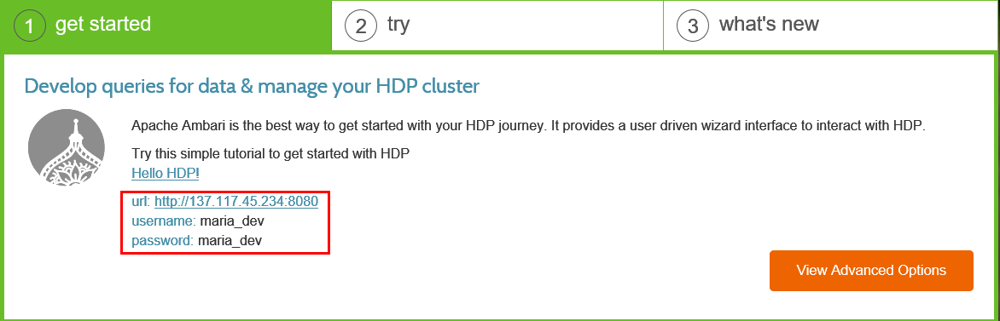 1 get started
2 try
3 what's new
Develop queries for data & manage your HDP cluster
Apache Ambari is the best way to get started with your HDP journey. It provides a user driven wizard interface to interact with HDP.
Try this simple tutorial to get started with HDP
Hello HDP!
url: http://137.117.45.234:8080
username: maria_dev
password: maria_dev
View Advanced Options